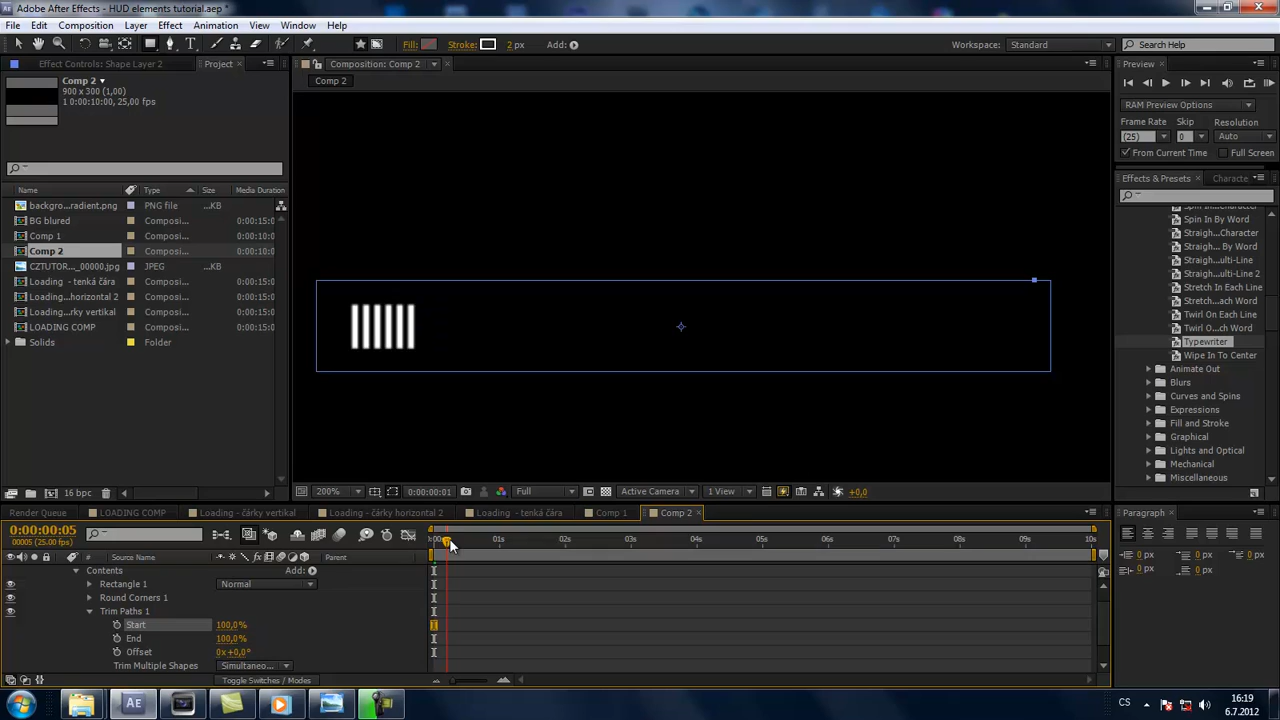 Adobe After Effects - HUD elements tutorial.aep *
File Edit Composition Layer Effect Animation View Window Help
Fill: Stroke: 2 px Add:
Workspace: Standard
Search Help
Effect Controls: Shape Layer 2 Project
Composition: Comp 2
Preview
Comp 2
900 x 300 (1,00)
1 0:00:10:00, 25,00 fps
Comp 2
RAM Preview Options
Frame Rate Skip Resolution
(25) 0 Auto
From Current Time Full Screen
Effects & Presets Characte
Name Type Size Media Duration
backgro...radient.png PNG file ...KB
BG blured Composi... 0:00:15:0
Comp 1 Composi... 0:00:10:0
Comp 2 Composi... 0:00:10:0
CZTUTOR..._00000.jpg JPEG ...KB
Loading - tenká čára Composi... 0:00:15:0
Loading...horizontal 2 Composi... 0:00:15:0
Loading...rky vertikal Composi... 0:00:15:0
LOADING COMP Composi... 0:00:15:0
Solids Folder
Spin In By Word
Straigh...Character
Straigh... By Word
Straigh...ulti-Line
Straigh...ulti-Line 2
Stretch In Each Line
Stretc...ach Word
Twirl On Each Line
Twirl O...ch Word
Typewriter
Wipe In To Center
Animate Out
Blurs
Curves and Spins
Expressions
Fill and Stroke
Graphical
Lights and Optical
Mechanical
Miscellaneous
16 bpc
200% 0:00:00:01 Full Active Camera 1 View +0,0
Render Queue LOADING COMP Loading - čárky vertikal Loading - čárky horizontal 2 Loading - tenká čára Comp 1 Comp 2
Paragraph
0:00:00:05
00005 (25.00 fps)
01s 02s 03s 04s 05s 06s 07s 08s 09s 10s
# Source Name Parent
Contents Add:
Rectangle 1 Normal
Round Corners 1
Trim Paths 1
Start 100,0%
End 100,0%
Offset 0x+0,0°
Trim Multiple Shapes Simultaneo...
Toggle Switches / Modes
0 px 0 px 0 px
0 px 0 px
CS 16:19
6.7.2012